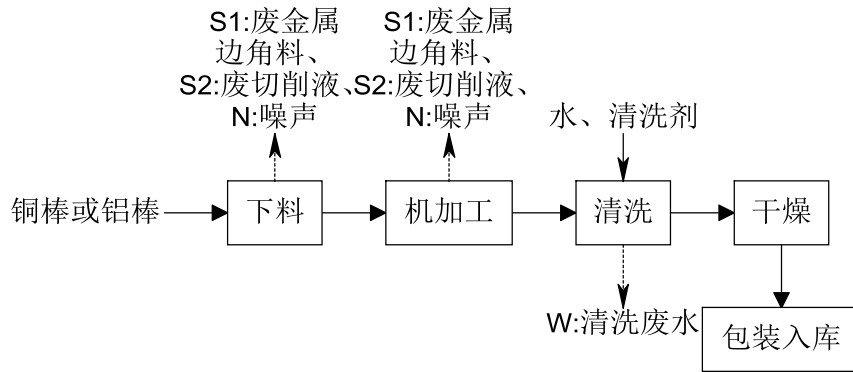 S1:废金属
边角料、
S2:废切削液、
N:噪声
S1:废金属
边角料、
S2:废切削液、
N:噪声
水、清洗剂
铜棒或铝棒
下料
机加工
清洗
干燥
W:清洗废水
包装入库